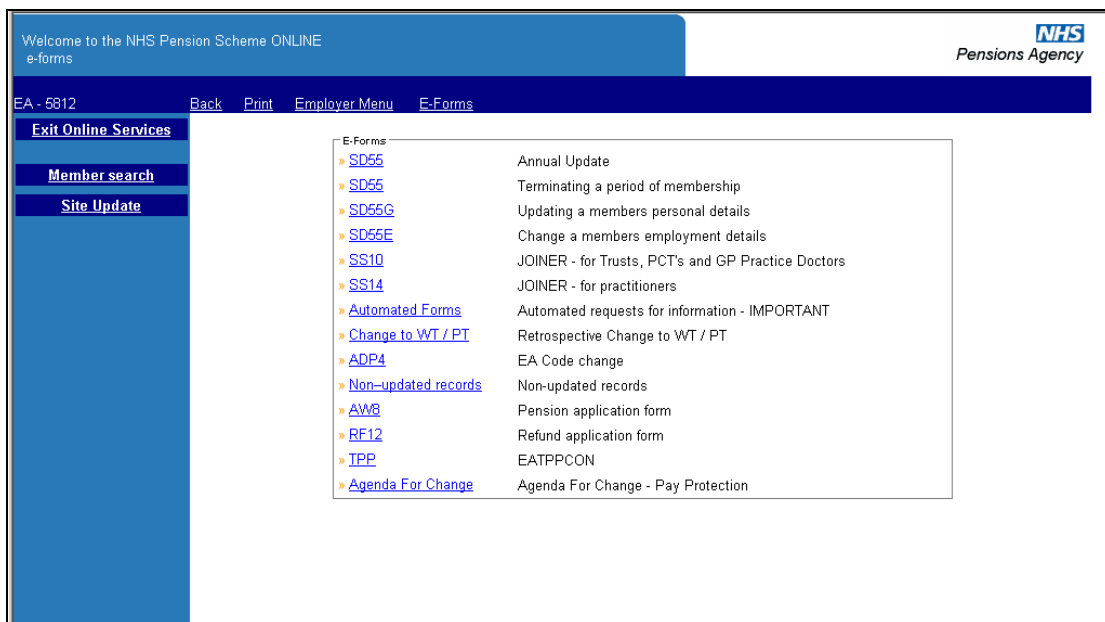 Welcome to the NHS Pension Scheme ONLINE
e-forms
NHS
Pensions Agency
EA - 5812 Back Print Employer Menu E-Forms
Exit Online Services
Member search
Site Update
E-Forms
» SD55 Annual Update
» SD55 Terminating a period of membership
» SD55G Updating a members personal details
» SD55E Change a members employment details
» SS10 JOINER - for Trusts, PCT's and GP Practice Doctors
» SS14 JOINER - for practitioners
» Automated Forms Automated requests for information - IMPORTANT
» Change to WT / PT Retrospective Change to WT / PT
» ADP4 EA Code change
» Non–updated records Non-updated records
» AW8 Pension application form
» RF12 Refund application form
» TPP EATPPCON
» Agenda For Change Agenda For Change - Pay Protection